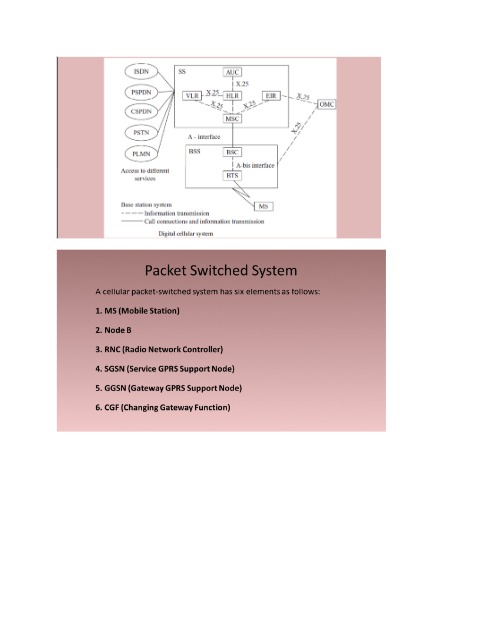 ISDN
PSPDN
CSPDN
PSTN
PLMN
Access to different
services
SS
AUC
X.25
VLR
X.25
HLR
EIR
X.25
X.25
X.25
OMC
MSC
X.25
A - interface
BSS
BSC
A-bis interface
BTS
MS
Base station system
Information transmission
Call connections and information transmission
Digital cellular system
Packet Switched System
A cellular packet-switched system has six elements as follows:
1. MS (Mobile Station)
2. Node B
3. RNC (Radio Network Controller)
4. SGSN (Service GPRS Support Node)
5. GGSN (Gateway GPRS Support Node)
6. CGF (Changing Gateway Function)